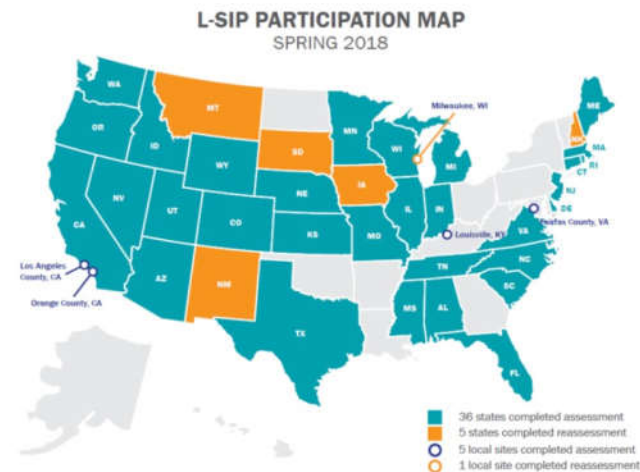 L-SIP PARTICIPATION MAP
SPRING 2018
WA
MT
ME
OR
ID
SD
MN
WI
Milwaukee, WI
MI
NH
MA
RI
CT
WY
IA
NJ
NV
NE
IL
IN
DE
Fairfax County, VA
CA
UT
CO
KS
MO
Louisville, KY
VA
Los Angeles
County, CA
Orange County, CA
AZ
NM
TN
NC
SC
TX
MS
AL
FL
36 states completed assessment
5 states completed reassessment
5 local sites completed assessment
1 local site completed reassessment